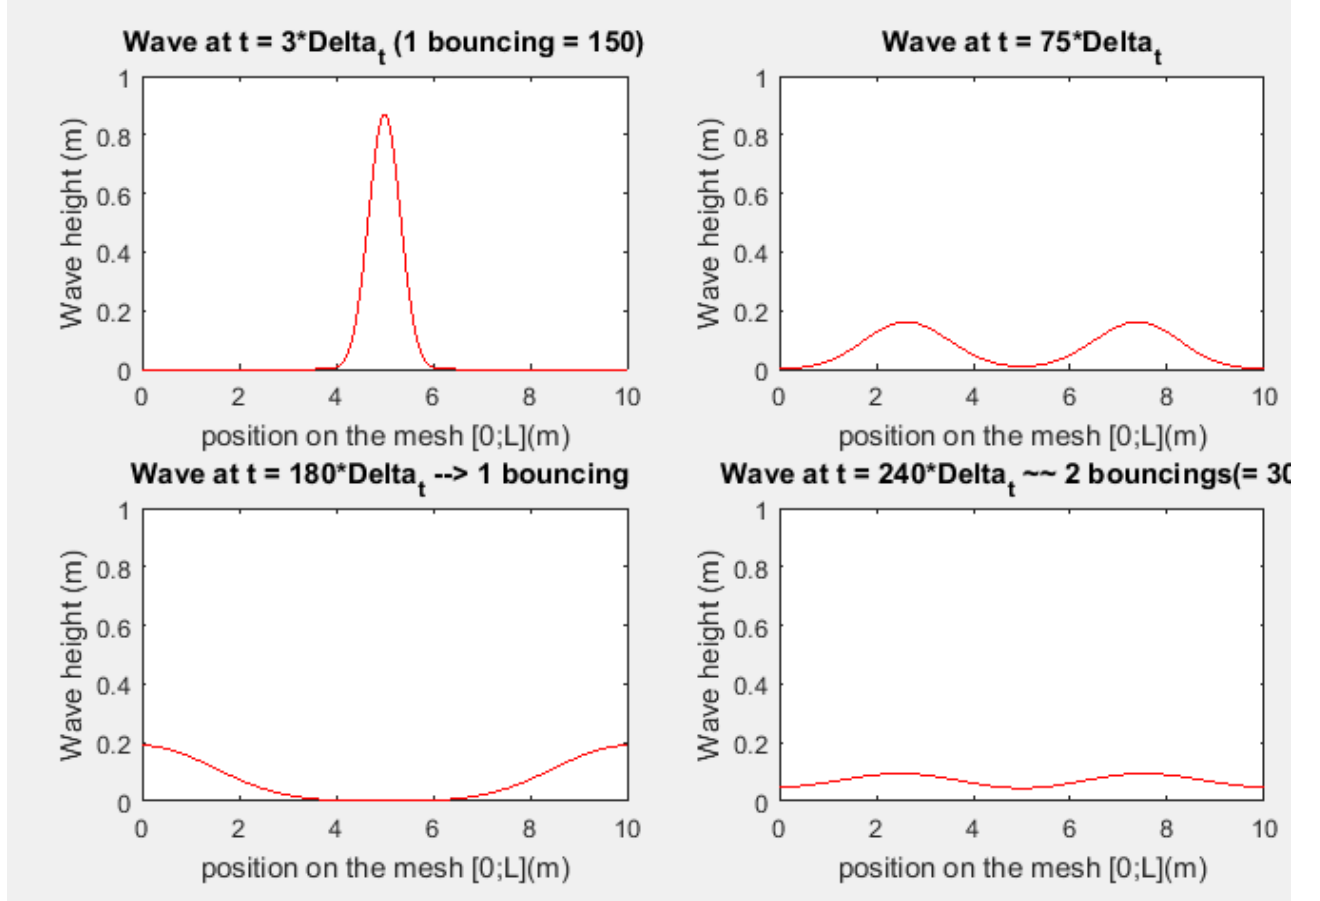 Wave at t = 3*Delta_t (1 bouncing = 150)
1
0.8
0.6
0.4
0.2
0
Wave height (m)
0 2 4 6 8 10
position on the mesh [0;L](m)
Wave at t = 75*Delta_t
1
0.8
0.6
0.4
0.2
0
Wave height (m)
0 2 4 6 8 10
position on the mesh [0;L](m)
Wave at t = 180*Delta_t --> 1 bouncing
1
0.8
0.6
0.4
0.2
0
Wave height (m)
0 2 4 6 8 10
position on the mesh [0;L](m)
Wave at t = 240*Delta_t ~~ 2 bouncings(= 30
1
0.8
0.6
0.4
0.2
0
Wave height (m)
0 2 4 6 8 10
position on the mesh [0;L](m)